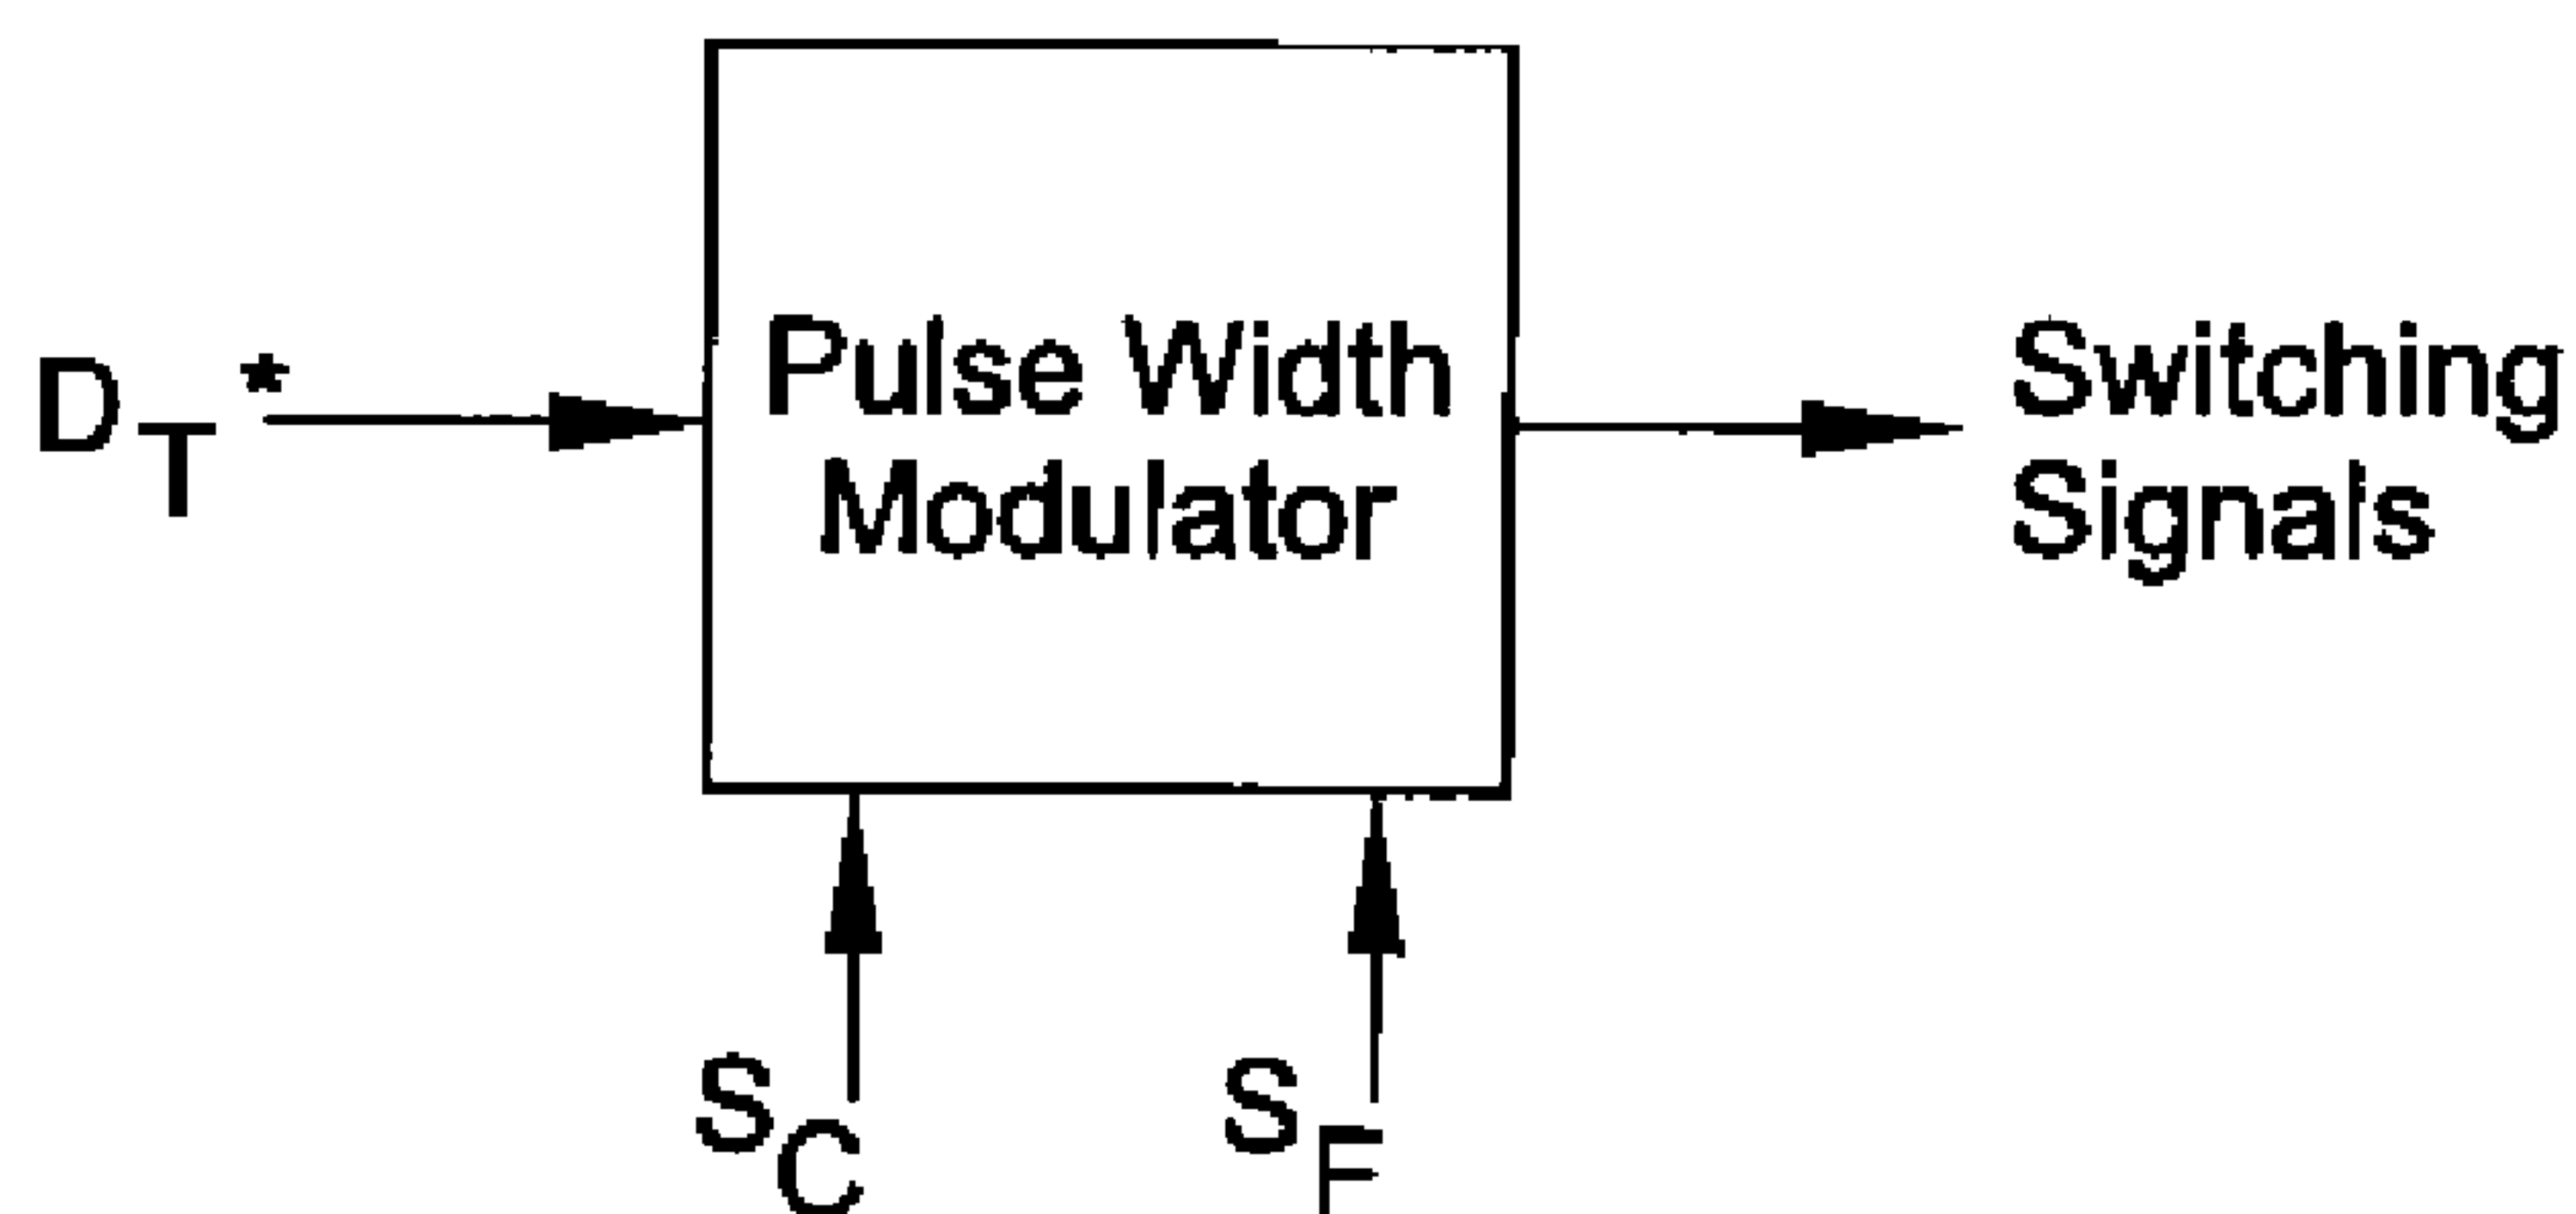 D_T*
Pulse Width
Modulator
Switching
Signals
S_C
S_F